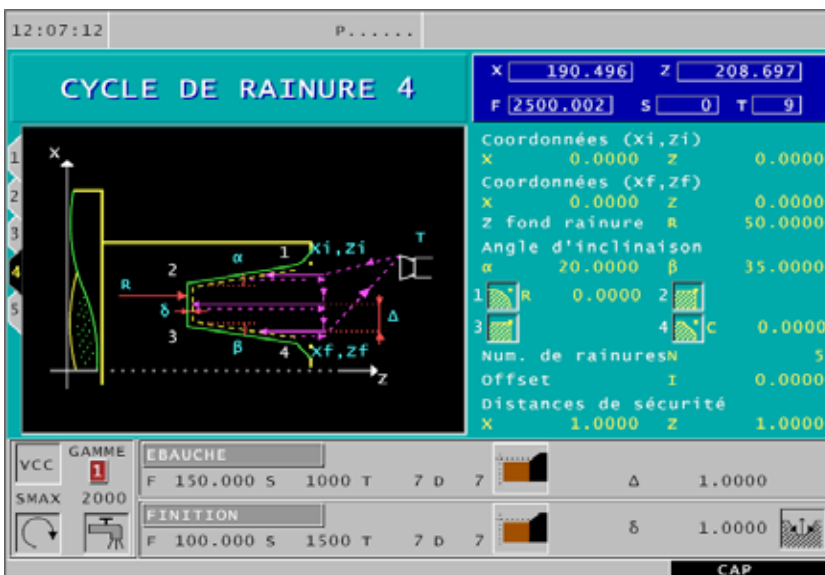 12:07:12 P......
CYCLE DE RAINURE 4
X 190.496 Z 208.697
F 2500.002 S 0 T 9
1
2
3
4
5
X
α
1
Xi,Zi
T
2
R
δ
Δ
3
β
4
Xf,Zf
Z
Coordonnées (Xi,Zi)
X 0.0000 Z 0.0000
Coordonnées (Xf,Zf)
X 0.0000 Z 0.0000
Z fond rainure R 50.0000
Angle d'inclinaison
α 20.0000 β 35.0000
1 R 0.0000 2
3 4 C 0.0000
Num. de rainuresN 5
Offset I 0.0000
Distances de sécurité
X 1.0000 Z 1.0000
VCC GAMME 1
SMAX 2000
EBAUCHE
F 150.000 S 1000 T 7 D 7 Δ 1.0000
FINITION
F 100.000 S 1500 T 7 D 7 δ 1.0000
CAP